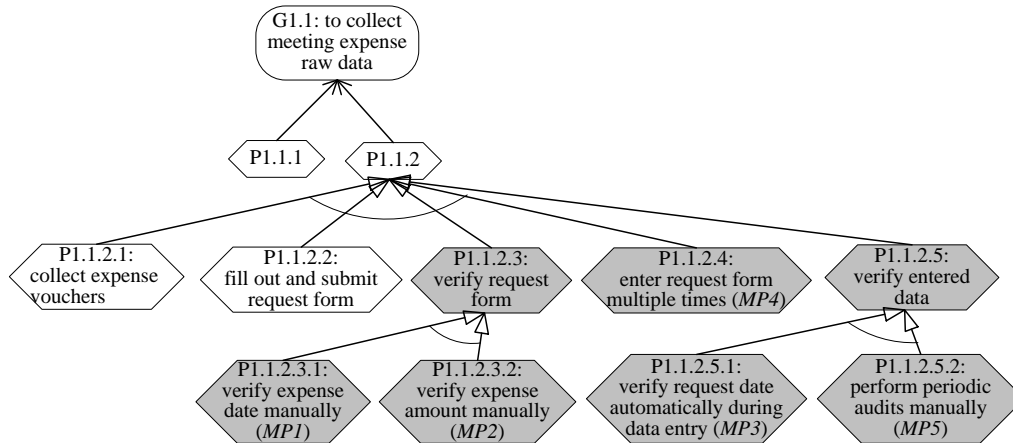 G1.1: to collect
meeting expense
raw data
P1.1.1
P1.1.2
P1.1.2.1:
collect expense
vouchers
P1.1.2.2:
fill out and submit
request form
P1.1.2.3:
verify request
form
P1.1.2.4:
enter request form
multiple times (MP4)
P1.1.2.5:
verify entered
data
P1.1.2.3.1:
verify expense
date manually
(MP1)
P1.1.2.3.2:
verify expense
amount manually
(MP2)
P1.1.2.5.1:
verify request date
automatically during
data entry (MP3)
P1.1.2.5.2:
perform periodic
audits manually
(MP5)